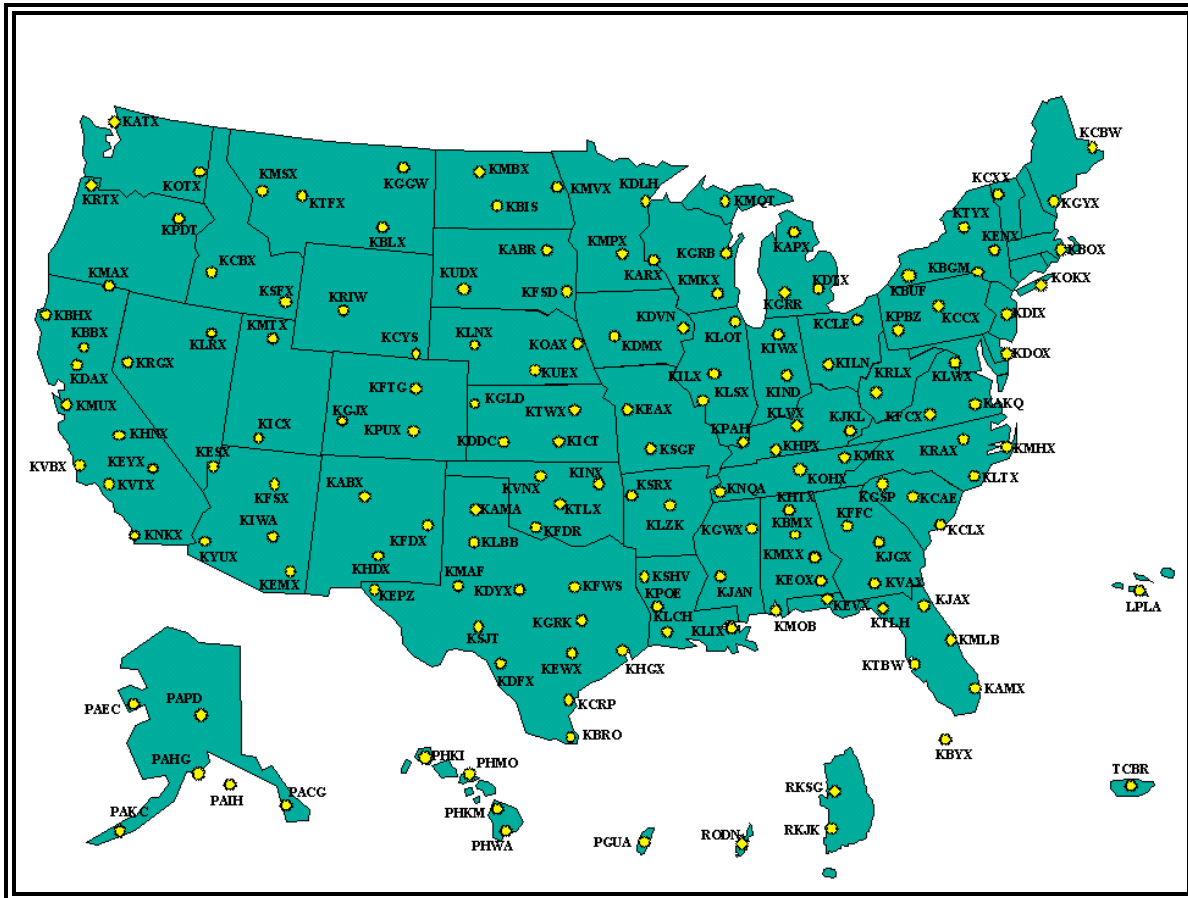 KATX
KCBW
KMSX
KGGW
KMBX
KCXX
KOTX
KMVX
KDLH
KRTX
KTFX
KBIS
KMQT
KGYX
KPDT
KTYX
KBLX
KABR
KMPX
KAPX
KENX
KGRB
KBOX
KMAX
KCBX
KUDX
KARX
KBGM
KOKX
KSFX
KRIW
KFSD
KMKX
KGRR
KDTX
KBUF
KBHX
KBBX
KMTX
KDVN
KCLE
KPBZ
KCCX
KDIX
KLRX
KCYS
KLNX
KOAX
KDMX
KLOT
KIWX
KRGX
KILN
KRLX
KLWX
KDOX
KDAX
KFTG
KUEX
KILX
KLSX
KIND
KMUX
KGJX
KGLD
KTWX
KEAX
KLVX
KJKL
KFCX
KAKQ
KHNX
KICX
KPUX
KDDC
KICT
KSGF
KPAH
KHPX
KMRX
KRAX
KMHX
KVBX
KEYX
KESX
KINX
KOHX
KVTX
KFSX
KABX
KVNX
KSRX
KNQA
KHTX
KGSP
KCAE
KLTX
KAMA
KTLX
KLZK
KIWA
KFDX
KFDR
KGWX
KBMX
KFFC
KCLX
KNKX
KYUX
KLBB
KMXX
KJGX
KHDX
KEMX
KMAF
KSHV
KEPZ
KDYX
KFWS
KPOE
KJAN
KEOX
KVAX
KEVX
KJAX
LPLA
KGRK
KLCH
KLIX
KMOB
KTLH
KSJT
KMLB
KEWX
KHGX
KTBW
KDFX
KAMX
PAEC
PAPD
KCRP
KBRO
KBYX
PAHG
PHKI
PHMO
TCBR
PAIH
PACG
RKSG
PAKC
PHKM
RKJK
PHWA
PGUA
RODN
KCBX